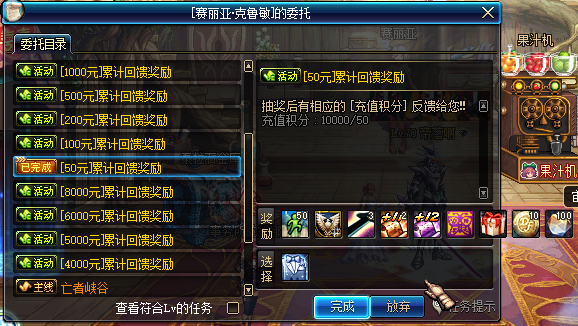 [赛丽亚·克鲁敏]的委托
赛丽亚
果汁机
委托目录
活动 [1000元]累计回馈奖励
活动 [500元]累计回馈奖励
活动 [200元]累计回馈奖励
活动 [100元]累计回馈奖励
已完成 [50元]累计回馈奖励
活动 [8000元]累计回馈奖励
活动 [6000元]累计回馈奖励
活动 [5000元]累计回馈奖励
活动 [4000元]累计回馈奖励
主线 亡者峡谷
查看符合Lv的任务
活动 [50元]累计回馈奖励
抽奖后有相应的 [充值积分] 反馈给您!!
充值积分 : 10000/50
奖励
50 3 +12 +12 10 100
选择
完成 放弃
任务提示
果汁机